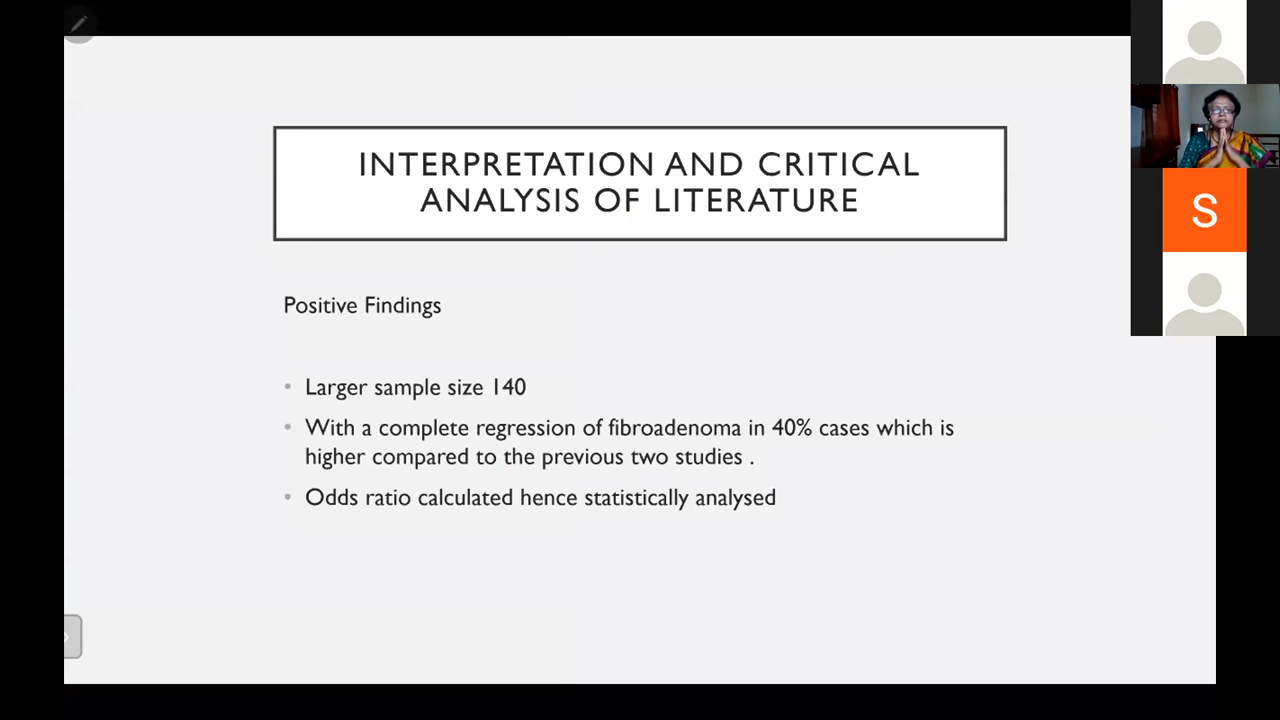 INTERPRETATION AND CRITICAL
ANALYSIS OF LITERATURE
Positive Findings
• Larger sample size 140
• With a complete regression of fibroadenoma in 40% cases which is
higher compared to the previous two studies .
• Odds ratio calculated hence statistically analysed
S